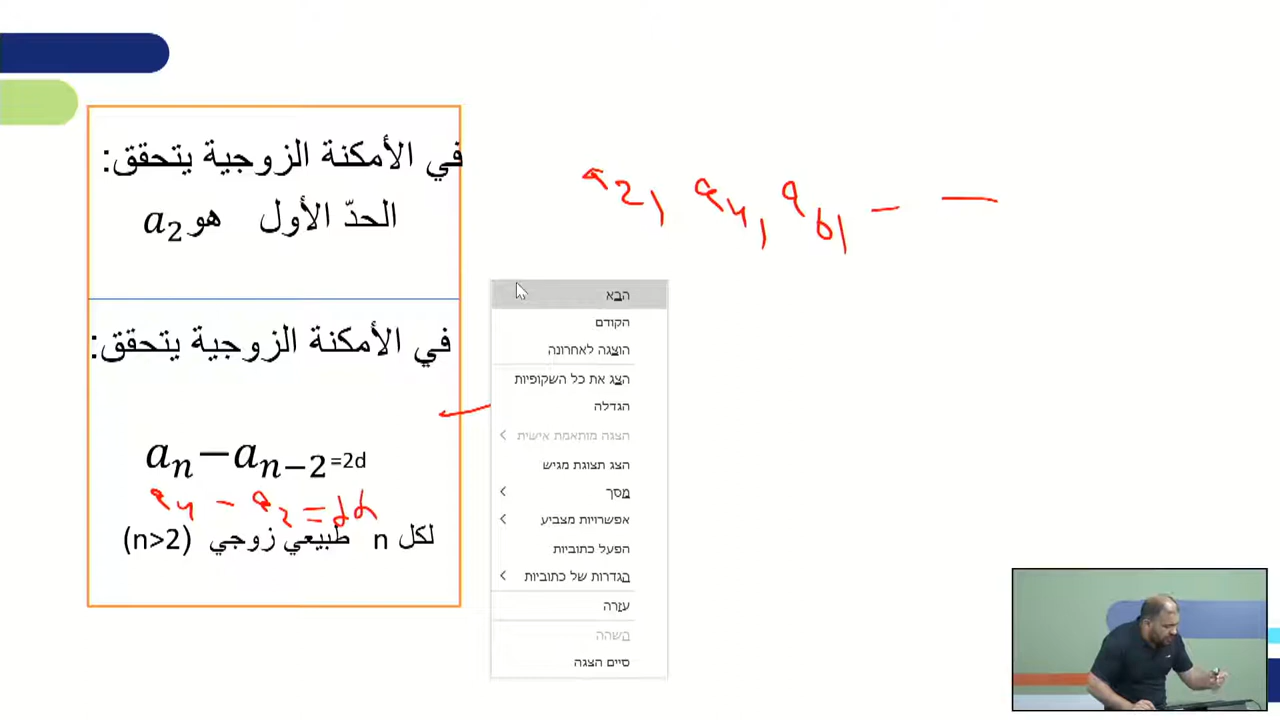 في الأمكنة الزوجية يتحقق:
الحدّ الأول هو a₂
a₂, a₄, a₆, – —
في الأمكنة الزوجية يتحقق:
aₙ−aₙ₋₂=2d
a₄ - a₂ = 2d
لكل n طبيعي زوجي (n>2)
הבא
הקודם
הוצגה לאחרונה
הצג את כל השקופיות
הגדלה
הצגה מותאמת אישית
הצג תצוגת מגיש
מסך
אפשרויות מצביע
הפעל כתוביות
הגדרות של כתוביות
עזרה
השהה
סיים הצגה